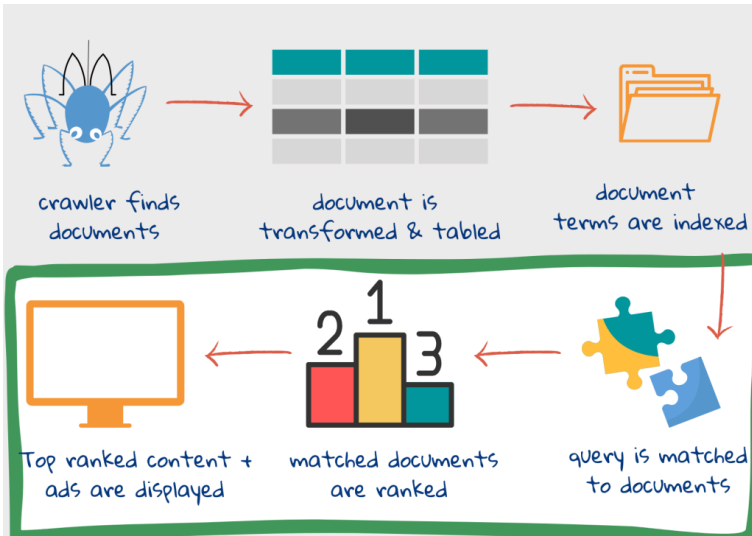 crawler finds
documents
document is
transformed & tabled
document
terms are indexed
2 1 3
Top ranked content +
ads are displayed
matched documents
are ranked
query is matched
to documents